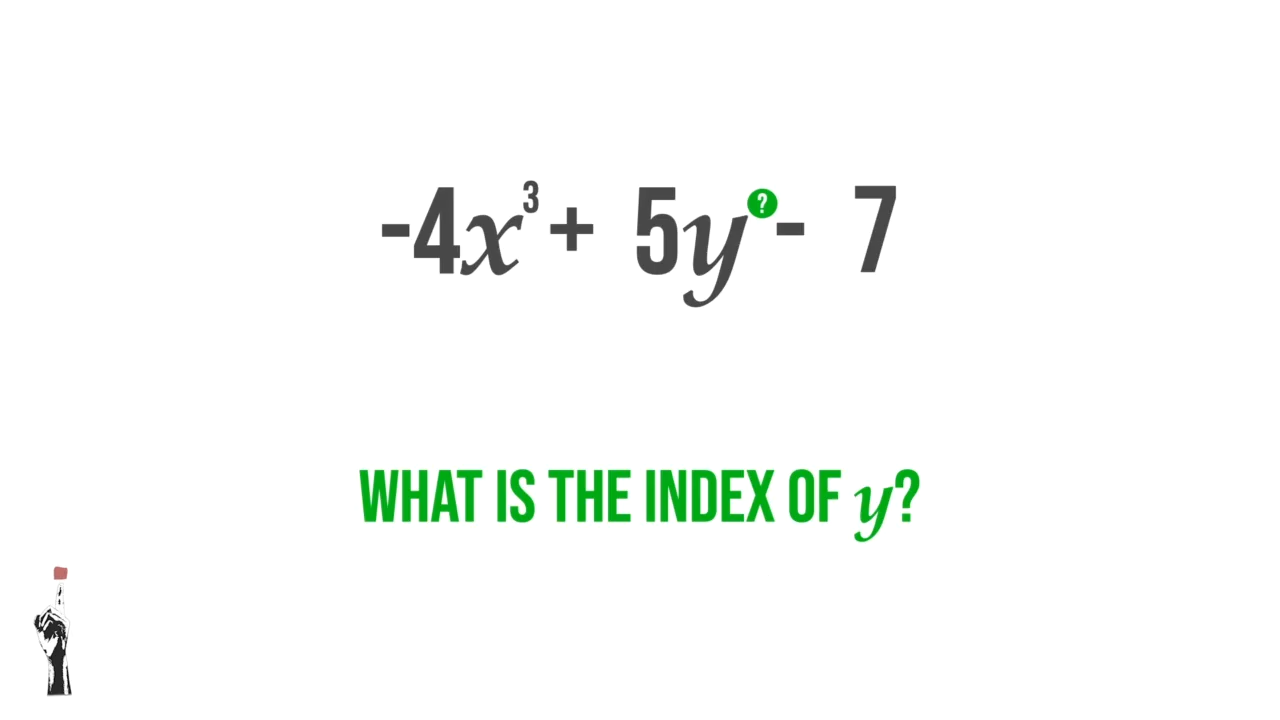 -4x³ + 5y? - 7
WHAT IS THE INDEX OF y?